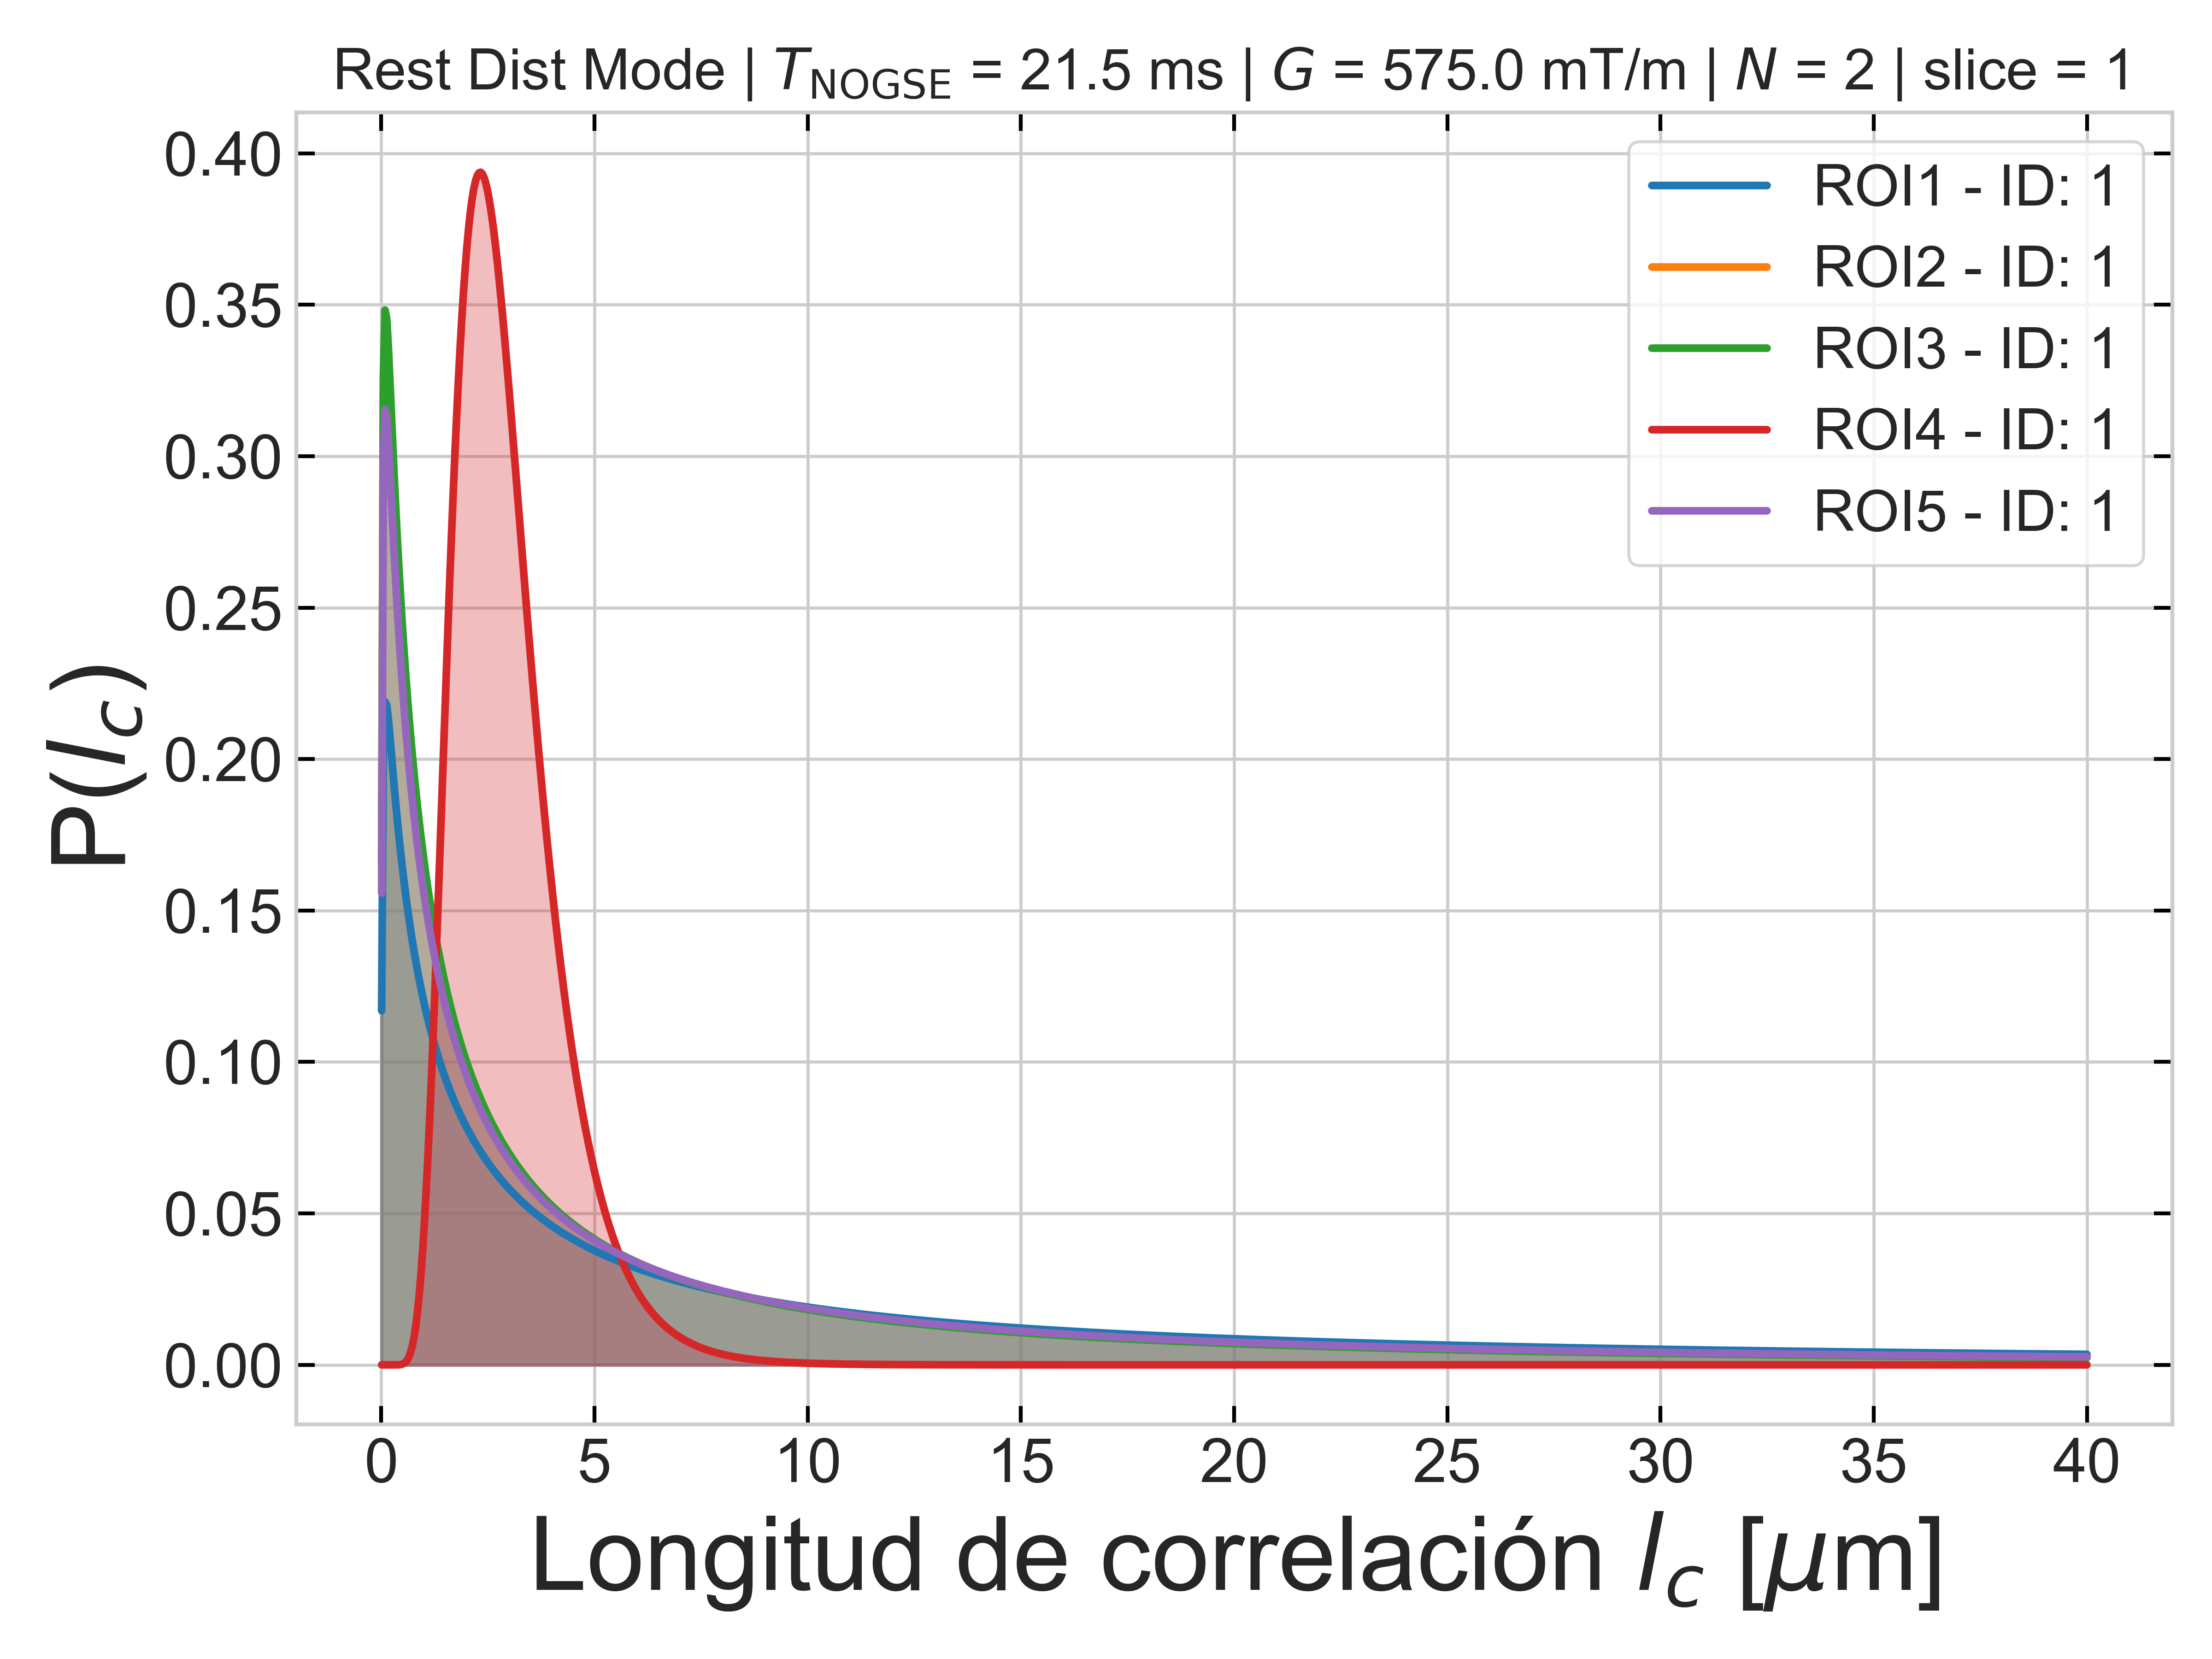 Rest Dist Mode | T_NOGSE = 21.5 ms | G = 575.0 mT/m | N = 2 | slice = 1
ROI1 - ID: 1
ROI2 - ID: 1
ROI3 - ID: 1
ROI4 - ID: 1
ROI5 - ID: 1
P(l_c)
0.40
0.35
0.30
0.25
0.20
0.15
0.10
0.05
0.00
0 5 10 15 20 25 30 35 40
Longitud de correlación l_c [μm]